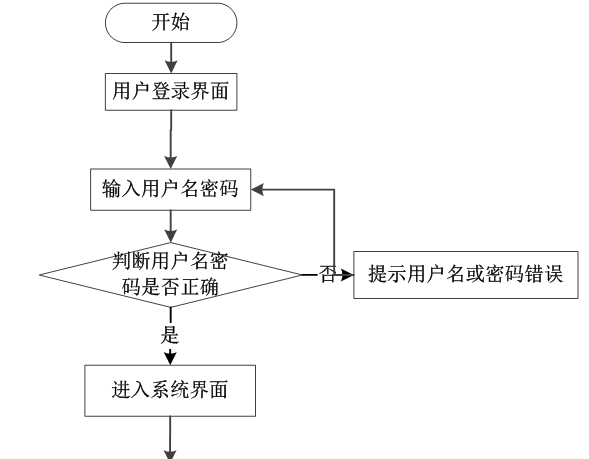 开始
用户登录界面
输入用户名密码
判断用户名密
码是否正确
否
提示用户名或密码错误
是
进入系统界面